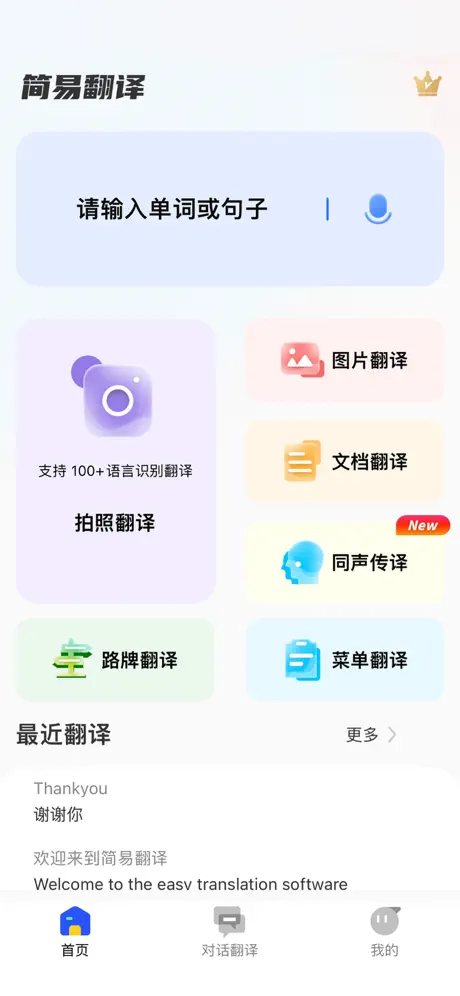 简易翻译
请输入单词或句子
支持 100+语言识别翻译
拍照翻译
图片翻译
文档翻译
New
同声传译
路牌翻译
菜单翻译
最近翻译
更多
Thankyou
谢谢你
欢迎来到简易翻译
Welcome to the easy translation software
首页
对话翻译
我的